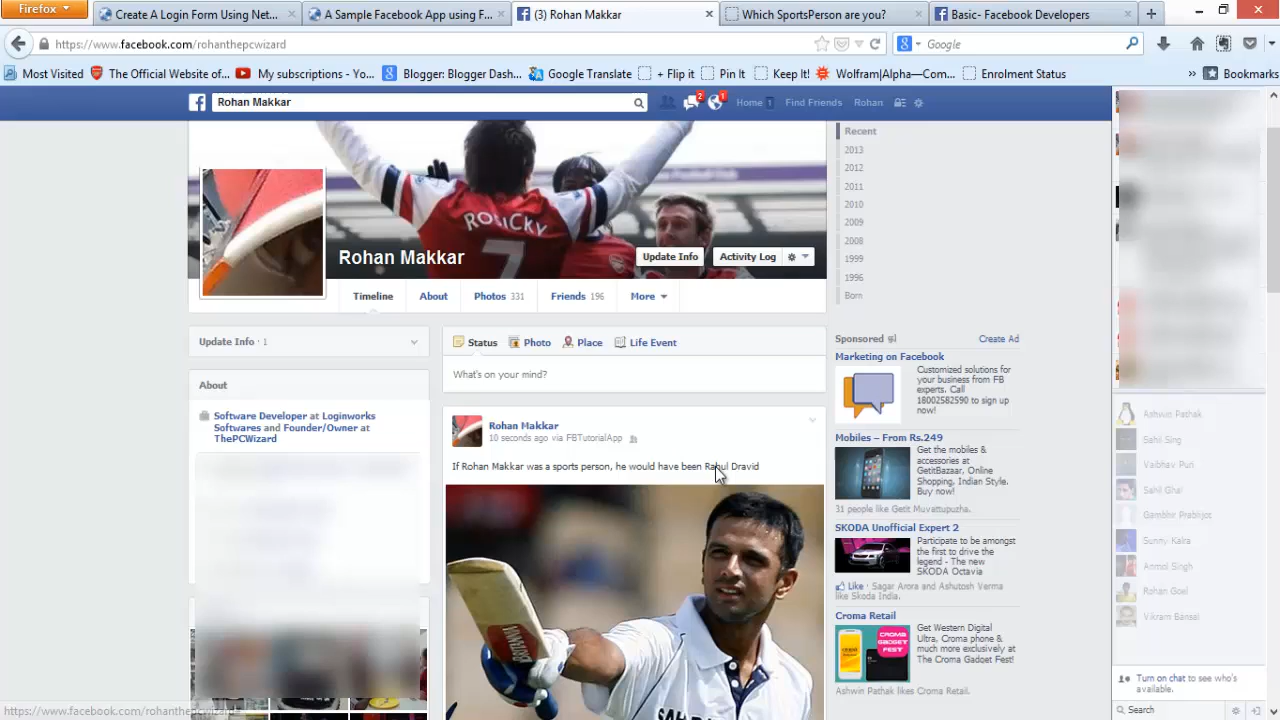 Firefox
Create A Login Form Using Net...
A Sample Facebook App using F...
(3) Rohan Makkar
Which SportsPerson are you?
Basic- Facebook Developers
https://www.facebook.com/rohanthepcwizard
Google
Most Visited
The Official Website of...
My subscriptions - Yo...
Blogger: Blogger Dash...
Google Translate
+ Flip it
Pin It
Keep It!
Wolfram|Alpha—Com...
Enrolment Status
»
Bookmarks
Rohan Makkar
2
1
Home 1
Find Friends
Rohan
ROSICKY
7
Rohan Makkar
Update Info
Activity Log
Timeline
About
Photos 331
Friends 196
More
Recent
2013
2012
2011
2010
2009
2008
1999
1996
Born
Update Info · 1
About
Software Developer at Loginworks
Softwares and Founder/Owner at
ThePCWizard
Status
Photo
Place
Life Event
What's on your mind?
Rohan Makkar
10 seconds ago via FBTutorialApp
If Rohan Makkar was a sports person, he would have been Rahul Dravid
Sponsored
Create Ad
Marketing on Facebook
Customized solutions for
your business from FB
experts. Call
18002582590 to sign up
now!
Mobiles – From Rs.249
Get the mobiles &
accessories at
GetitBazaar, Online
Shopping, Indian Style.
Buy now!
31 people like Getit Muvattupuzha.
SKODA Unofficial Expert 2
Participate to be amongst
the first to drive the
legend - The new
SKODA Octavia
Like · Sagar Arora and Ashutosh Verma
like Skoda India.
Croma Retail
CROMA
GADGET
FEST
Get Western Digital
Ultra, Croma phone &
much more exclusively at
The Croma Gadget Fest!
Ashwin Pathak likes Croma Retail.
Ashwin Pathak
Sahil Sing
Vaibhav Puri
Sahil Ghai
Gambhir Prabhjot
Sunny Kalra
Anmol Singh
Rohan Goel
Vikram Bansal
Turn on chat to see who's
available.
Search
https://www.facebook.com/rohanthepcwizard#